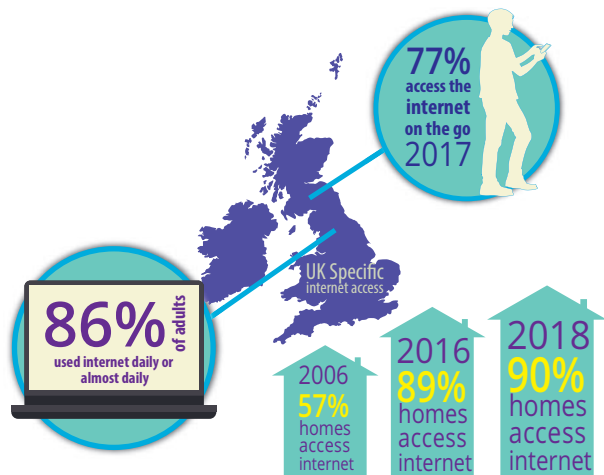 77%
access the
internet
on the go
2017
UK Specific
internet access
86%
of adults
used internet daily or
almost daily
2006
57%
homes
access
internet
2016
89%
homes
access
internet
2018
90%
homes
access
internet